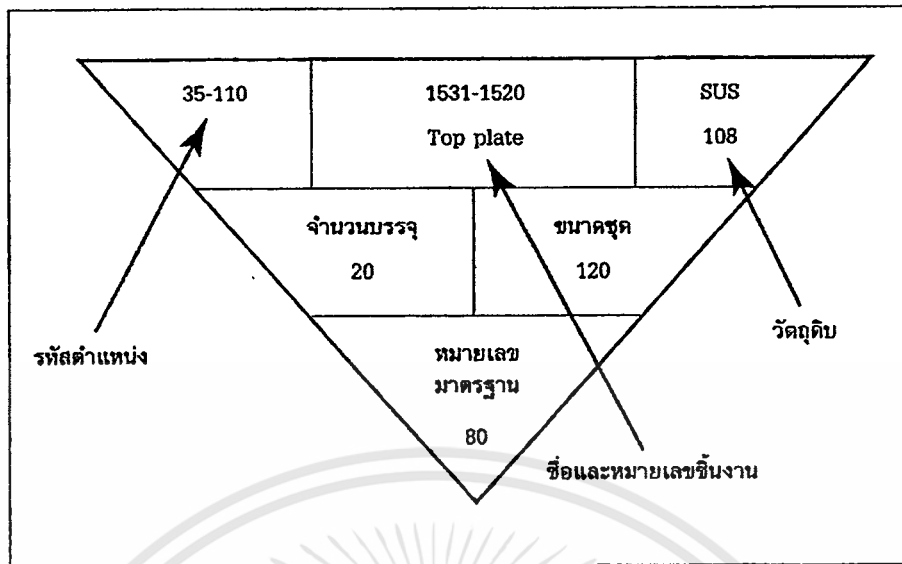 35-110
1531-1520
SUS
Top plate
108
จำนวนบรรจุ
ขนาดชุด
20
120
วัตถุดิบ
รหัสตำแหน่ง
หมายเลข
มาตรฐาน
80
ชื่อและหมายเลขชิ้นงาน